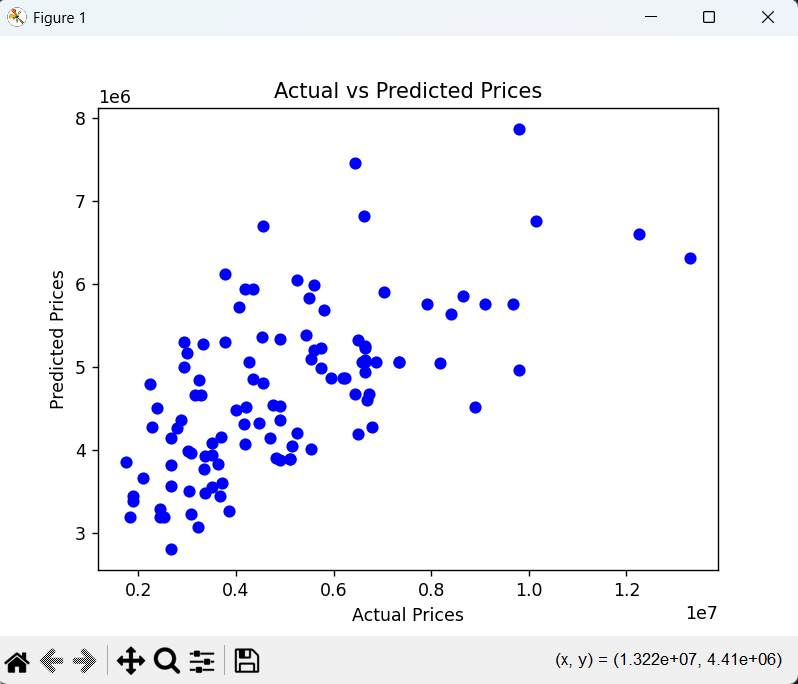 Figure 1
Actual vs Predicted Prices
1e6
8
7
6
5
4
3
Predicted Prices
0.2 0.4 0.6 0.8 1.0 1.2
1e7
Actual Prices
(x, y) = (1.322e+07, 4.41e+06)